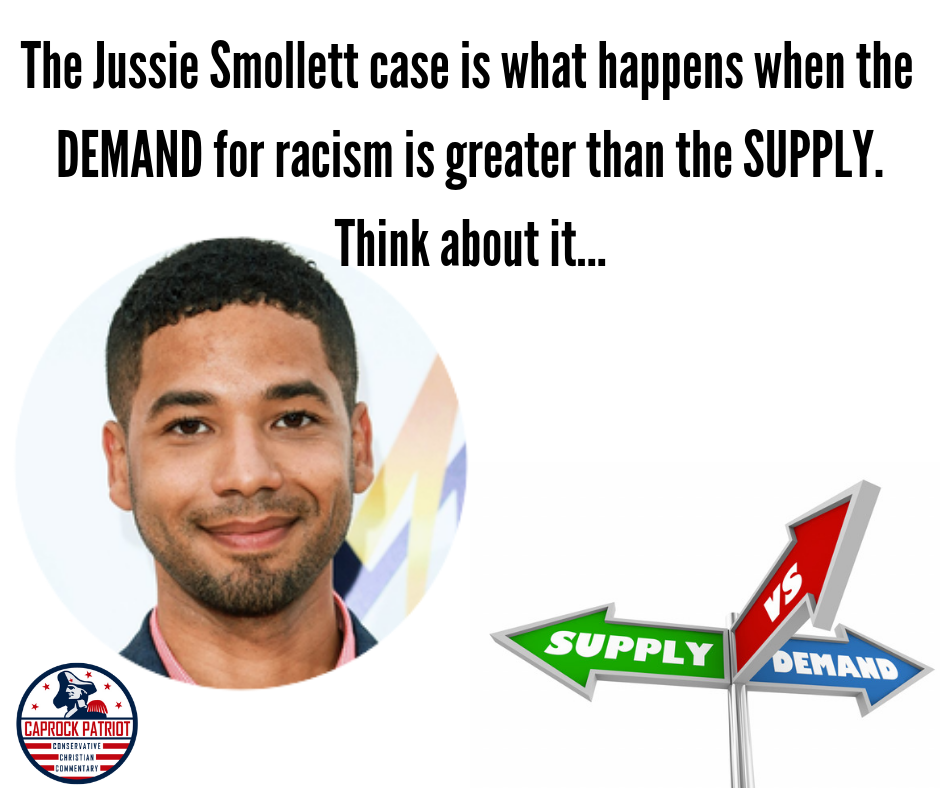 The Jussie Smollett case is what happens when the
DEMAND for racism is greater than the SUPPLY.
Think about it...
SUPPLY
VS
DEMAND
CAPROCK PATRIOT
CONSERVATIVE
CHRISTIAN
COMMENTARY